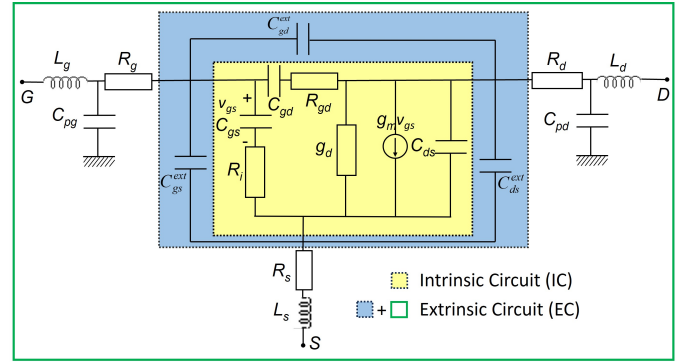 C_gd^ext
L_g
R_g
R_d
L_d
G
D
C_pg
v_gs
+
C_gd
R_gd
C_gs
-
g_d
g_m v_gs
C_ds
C_pd
R_i
C_gs^ext
C_ds^ext
R_s
L_s
S
Intrinsic Circuit (IC)
+ Extrinsic Circuit (EC)